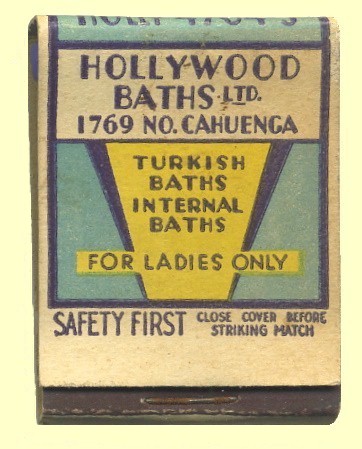 HOLLYWOOD
BATHS LTD.
1769 NO. CAHUENGA
TURKISH
BATHS
INTERNAL
BATHS
FOR LADIES ONLY
SAFETY FIRST CLOSE COVER BEFORE
STRIKING MATCH